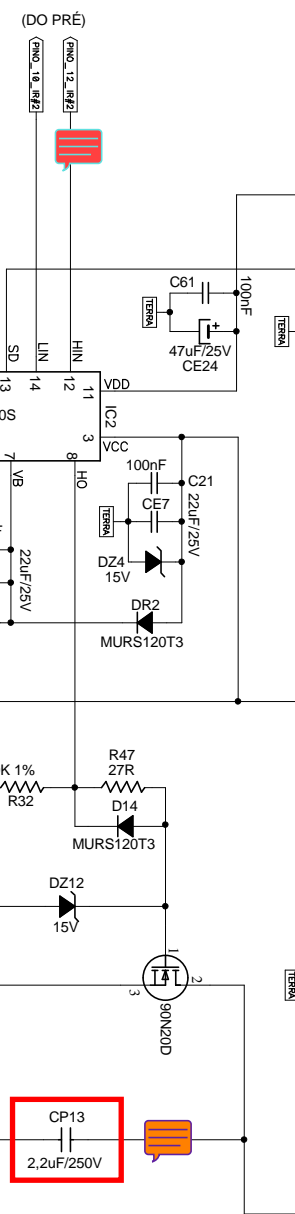 (DO PRÉ)
PINO_10_IR#2
PINO_12_IR#2
C61
100nF
TERRA
47uF/25V
CE24
TERRA
SD
LIN
HIN
13
14
12
11
VDD
0S
IC2
3
VCC
7
8
VB
HO
100nF
C21
CE7
22uF/25V
TERRA
DZ4
15V
22uF/25V
DR2
MURS120T3
R47
27R
K 1%
R32
D14
MURS120T3
DZ12
15V
1
2
3
90N20D
TERRA
CP13
2,2uF/250V